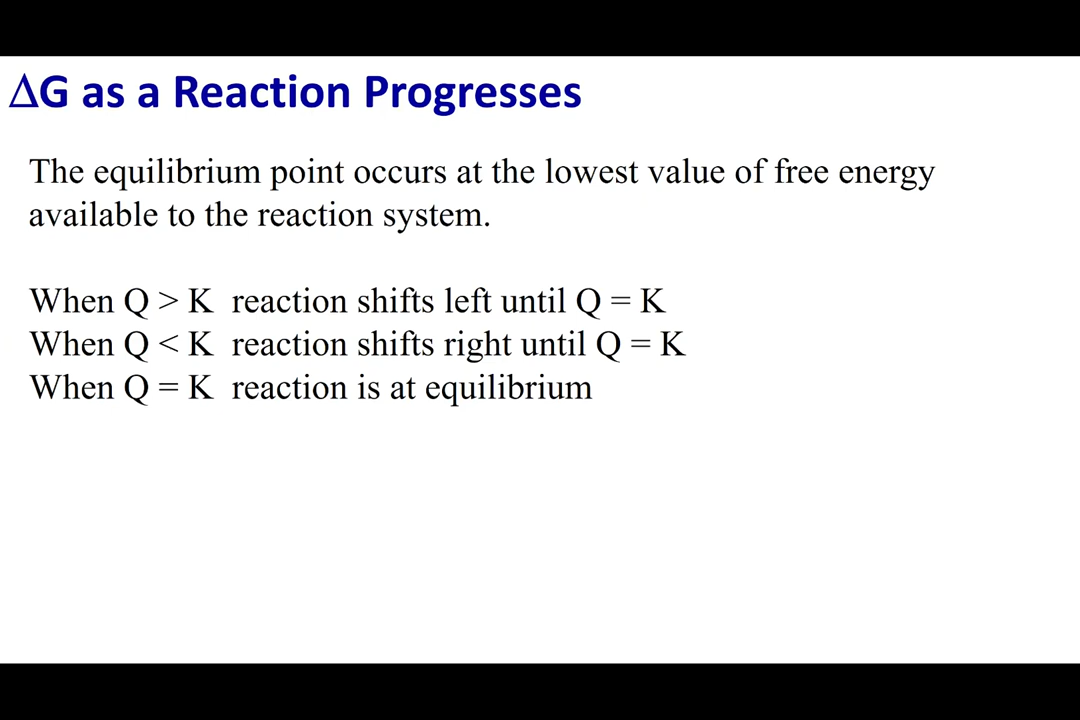 ΔG as a Reaction Progresses
The equilibrium point occurs at the lowest value of free energy
available to the reaction system.
When Q > K reaction shifts left until Q = K
When Q < K reaction shifts right until Q = K
When Q = K reaction is at equilibrium